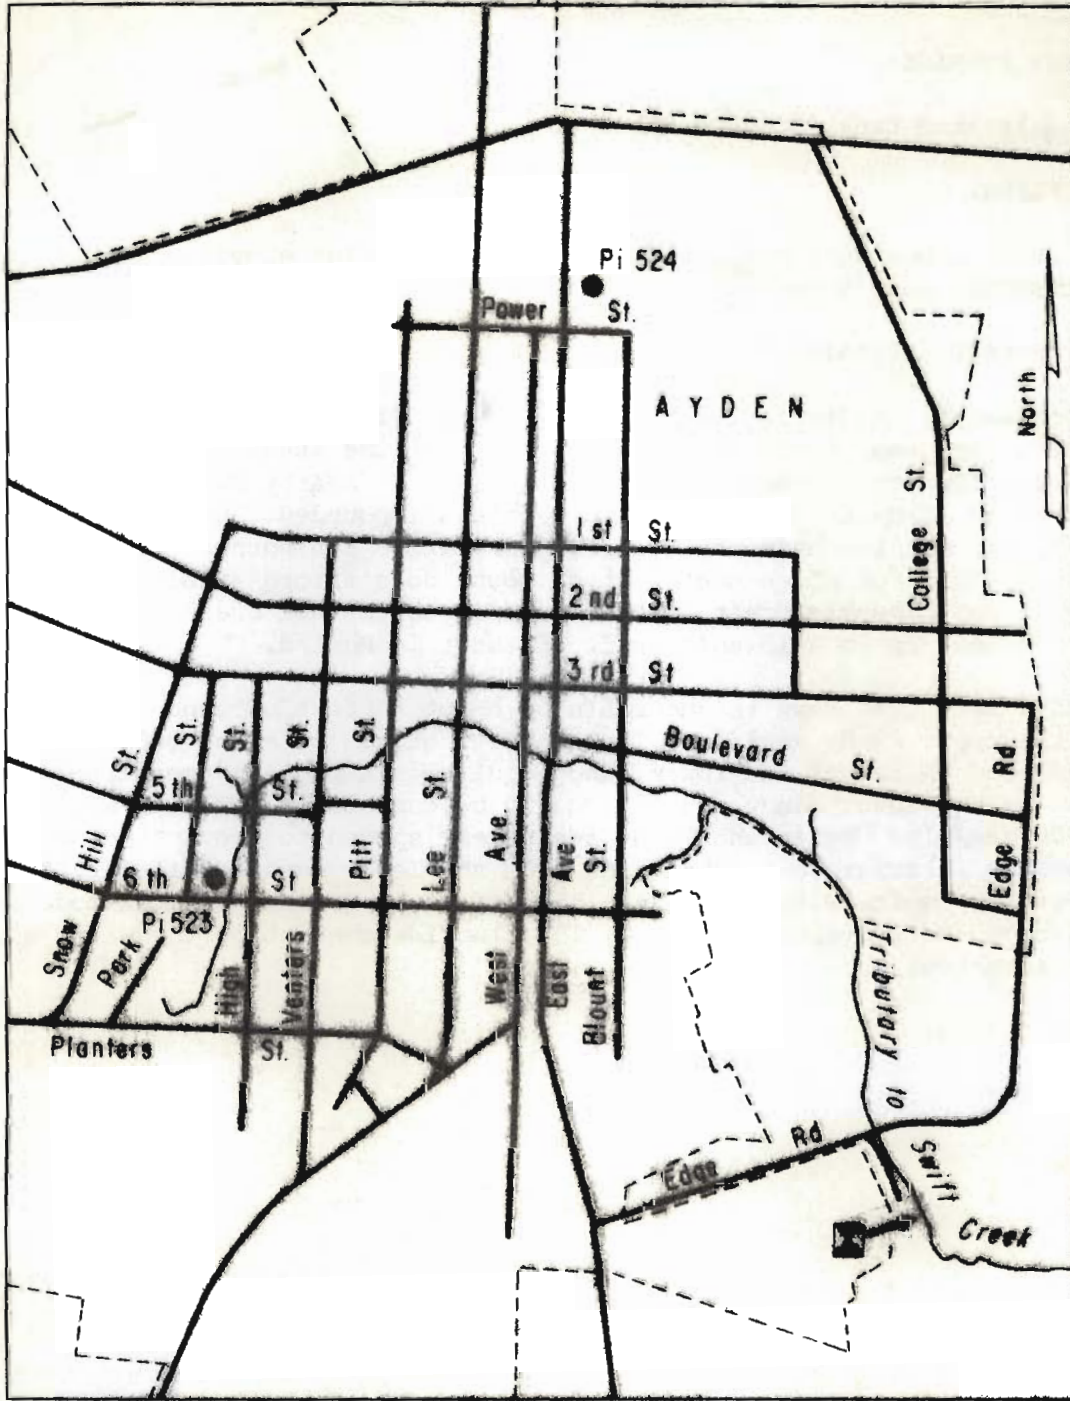 Pi 524
Power St.
AYDEN
North
College St.
1st St.
2nd St.
3rd St
Boulevard St.
Snow Hill St.
St.
St.
St.
Pitt St.
Lee St.
West Ave.
East Ave.
Blount St.
5th St.
6th St
Pi 523
Park
High
Venters
Planters St.
Edge Rd.
Edge Rd
Tributary to Swift Creek